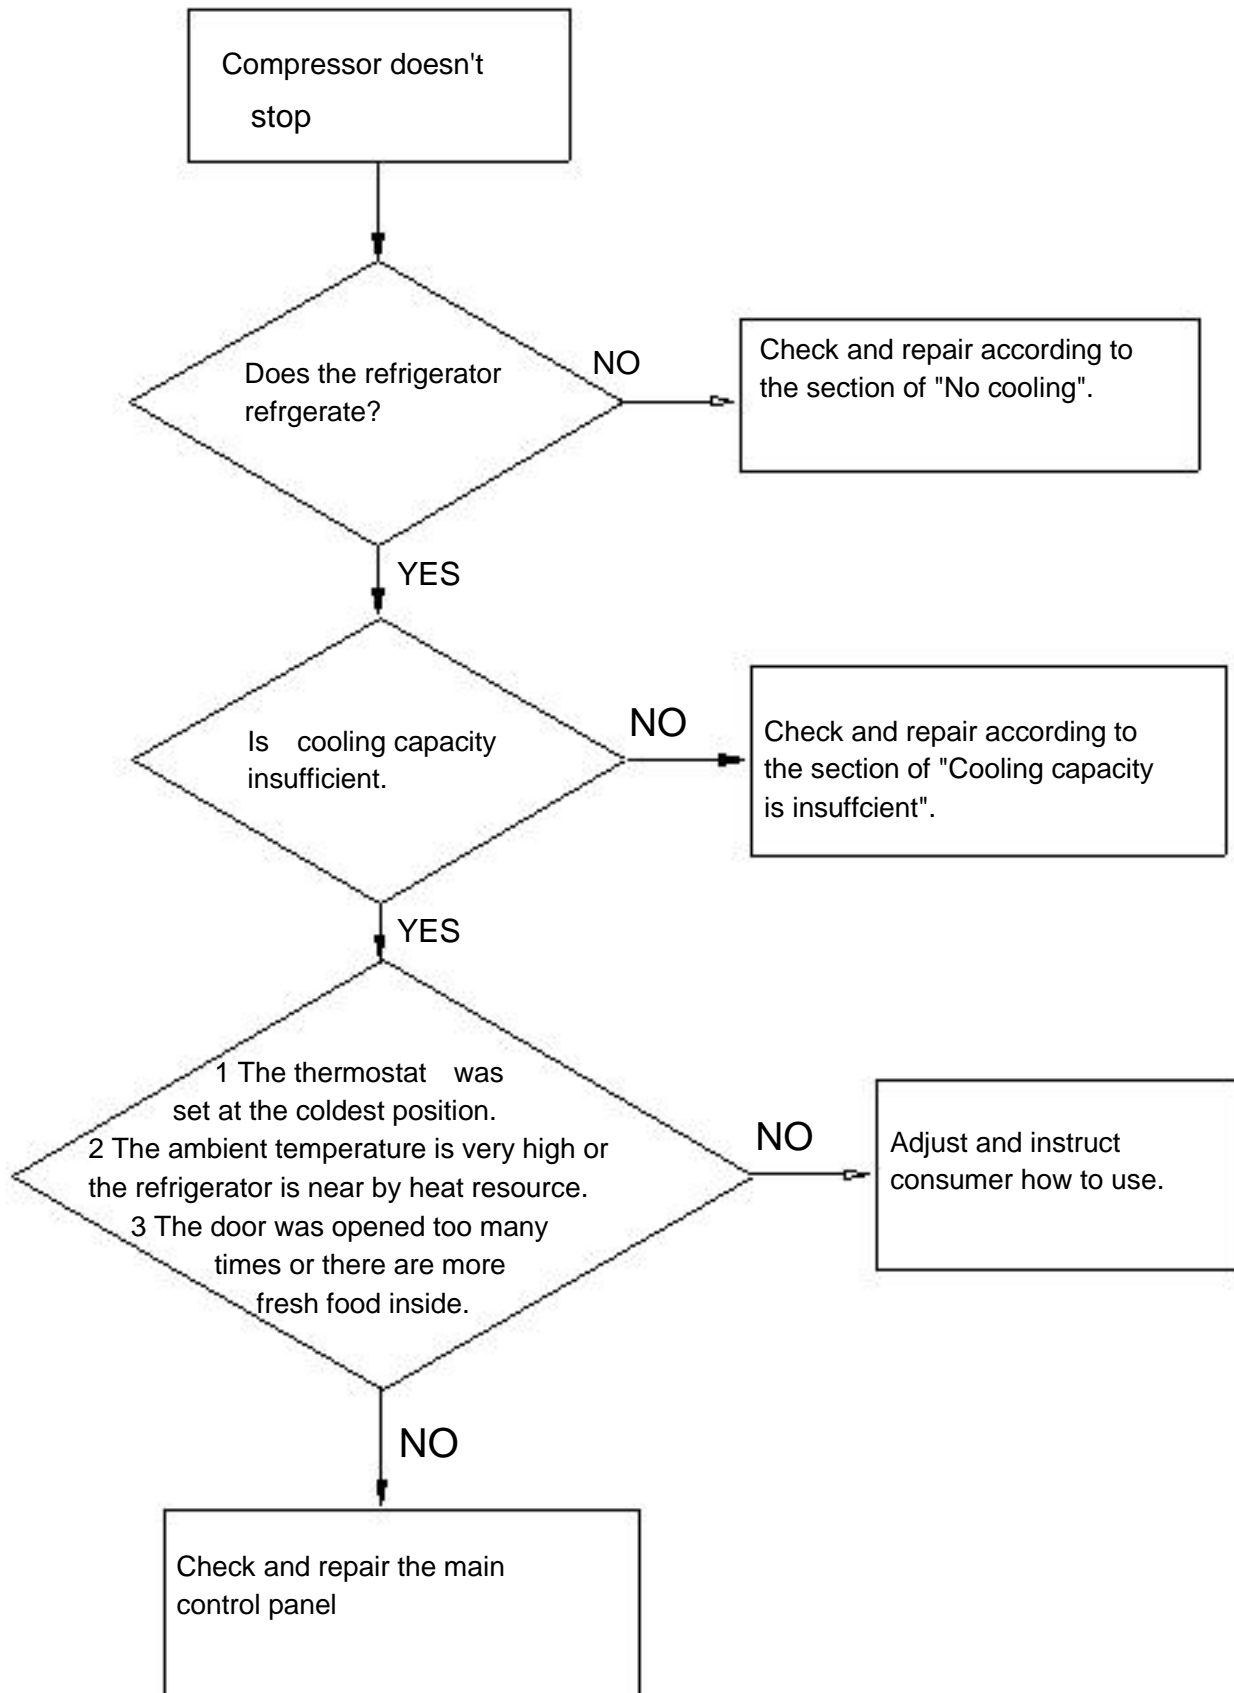 Compressor doesn't
stop
Does the refrigerator
refrgerate?
NO
Check and repair according to
the section of "No cooling".
YES
Is cooling capacity
insufficient.
NO
Check and repair according to
the section of "Cooling capacity
is insuffcient".
YES
1 The thermostat was
set at the coldest position.
2 The ambient temperature is very high or
the refrigerator is near by heat resource.
3 The door was opened too many
times or there are more
fresh food inside.
NO
Adjust and instruct
consumer how to use.
NO
Check and repair the main
control panel